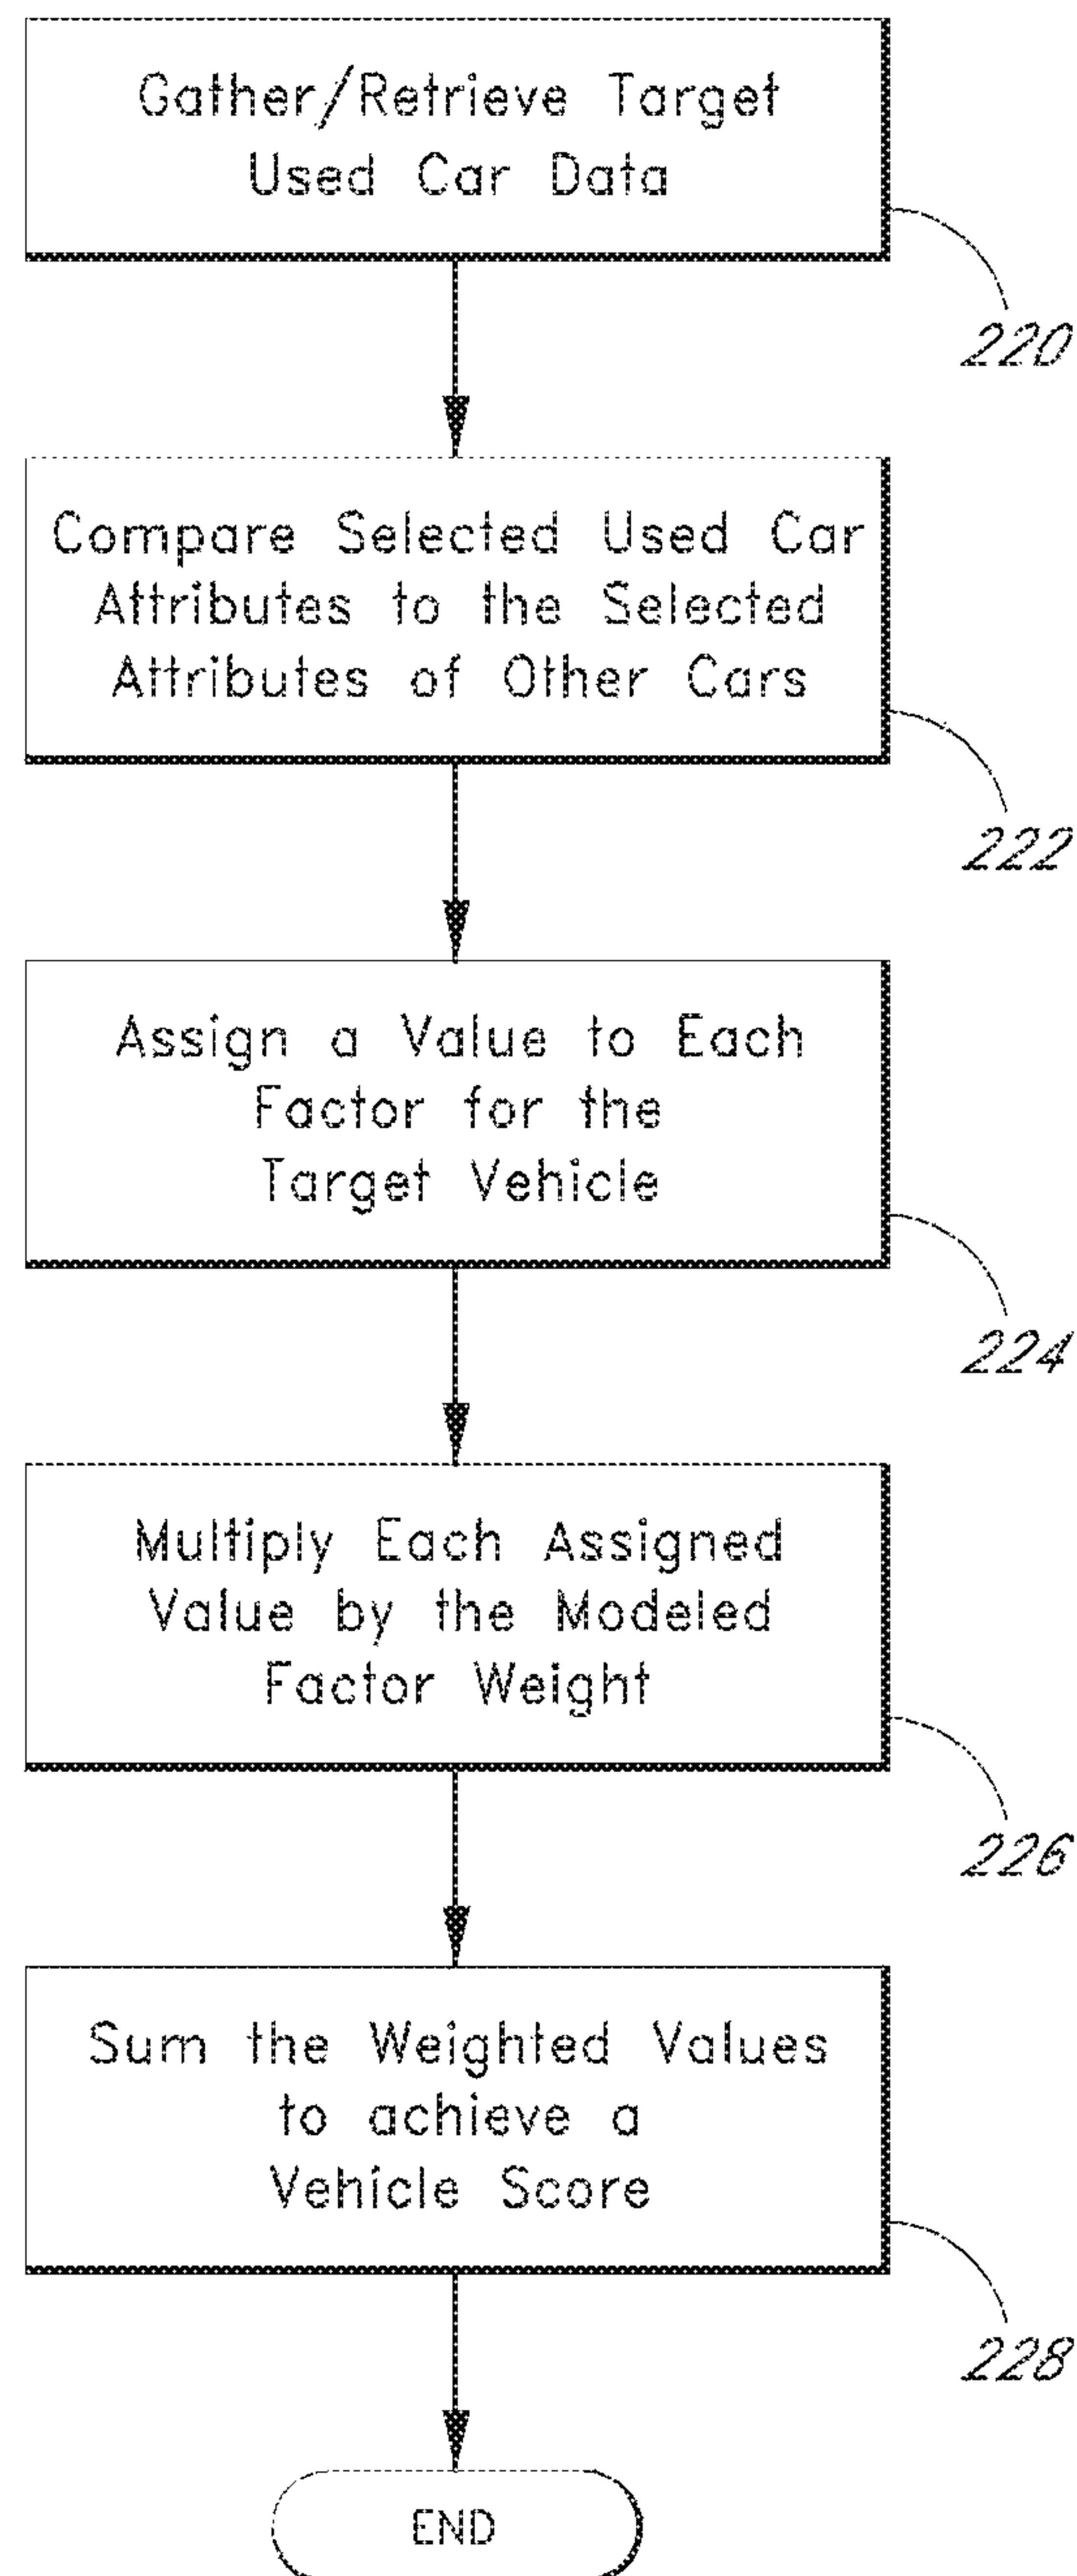 Gather/Retrieve Target
Used Car Data
220
Compare Selected Used Car
Attributes to the Selected
Attributes of Other Cars
222
Assign a Value to Each
Factor for the
Target Vehicle
224
Multiply Each Assigned
Value by the Modeled
Factor Weight
226
Sum the Weighted Values
to achieve a
Vehicle Score
228
END